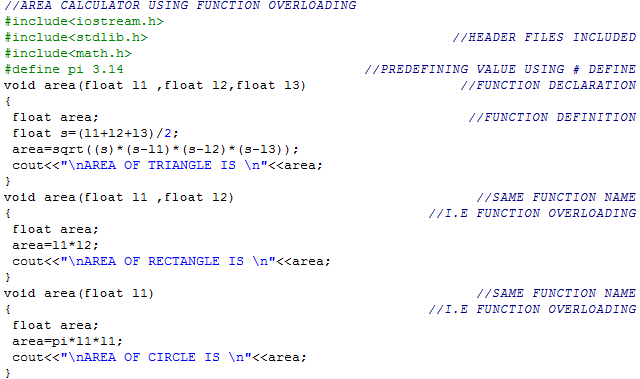 //AREA CALCULATOR USING FUNCTION OVERLOADING
#include<iostream.h>
#include<stdlib.h> //HEADER FILES INCLUDED
#include<math.h>
#define pi 3.14 //PREDEFINING VALUE USING # DEFINE
void area(float l1 ,float l2,float l3) //FUNCTION DECLARATION
{
float area; //FUNCTION DEFINITION
float s=(l1+l2+l3)/2;
area=sqrt((s)*(s-l1)*(s-l2)*(s-l3));
cout<<"\nAREA OF TRIANGLE IS \n"<<area;
}
void area(float l1 ,float l2) //SAME FUNCTION NAME
{ //I.E FUNCTION OVERLOADING
float area;
area=l1*l2;
cout<<"\nAREA OF RECTANGLE IS \n"<<area;
}
void area(float l1) //SAME FUNCTION NAME
{ //I.E FUNCTION OVERLOADING
float area;
area=pi*l1*l1;
cout<<"\nAREA OF CIRCLE IS \n"<<area;
}